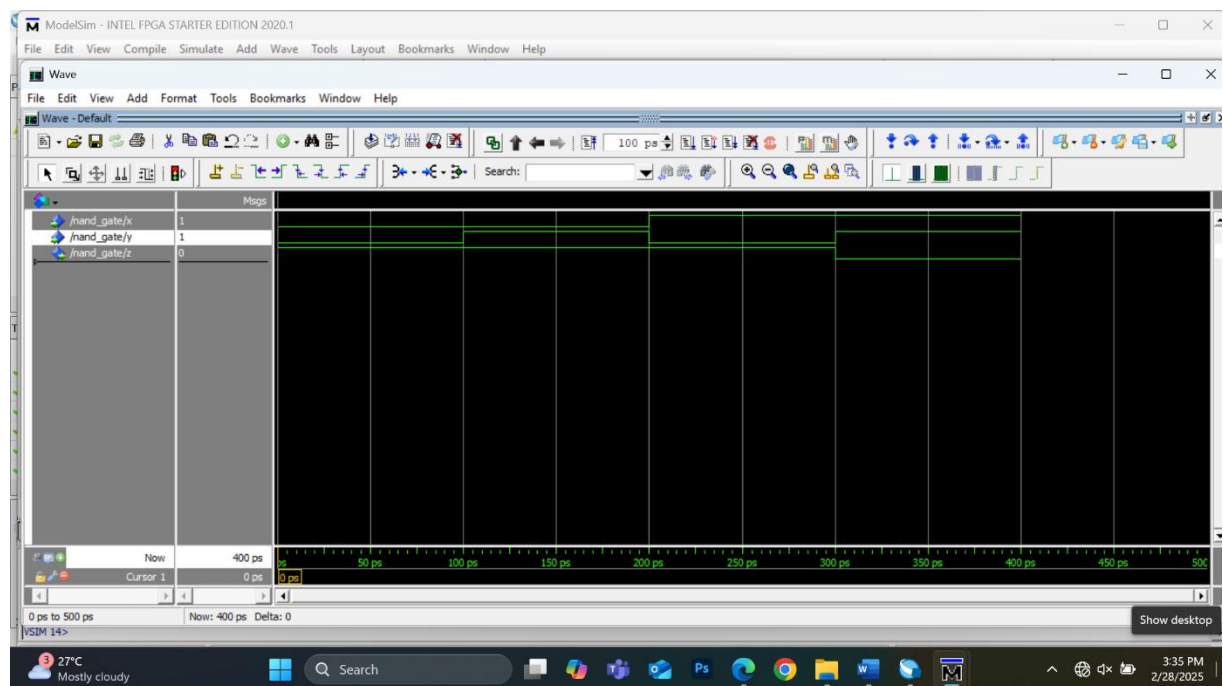 ModelSim - INTEL FPGA STARTER EDITION 2020.1
File Edit View Compile Simulate Add Wave Tools Layout Bookmarks Window Help
Wave
File Edit View Add Format Tools Bookmarks Window Help
Wave - Default
100 ps
Search:
Msgs
/nand_gate/x 1
/nand_gate/y 1
/nand_gate/z 0
Now 400 ps
ps 50 ps 100 ps 150 ps 200 ps 250 ps 300 ps 350 ps 400 ps 450 ps 500
Cursor 1 0 ps 0 ps
0 ps to 500 ps Now: 400 ps Delta: 0
Show desktop
VSIM 14>
3 27°C
Mostly cloudy
Search
Ps
3:35 PM
2/28/2025